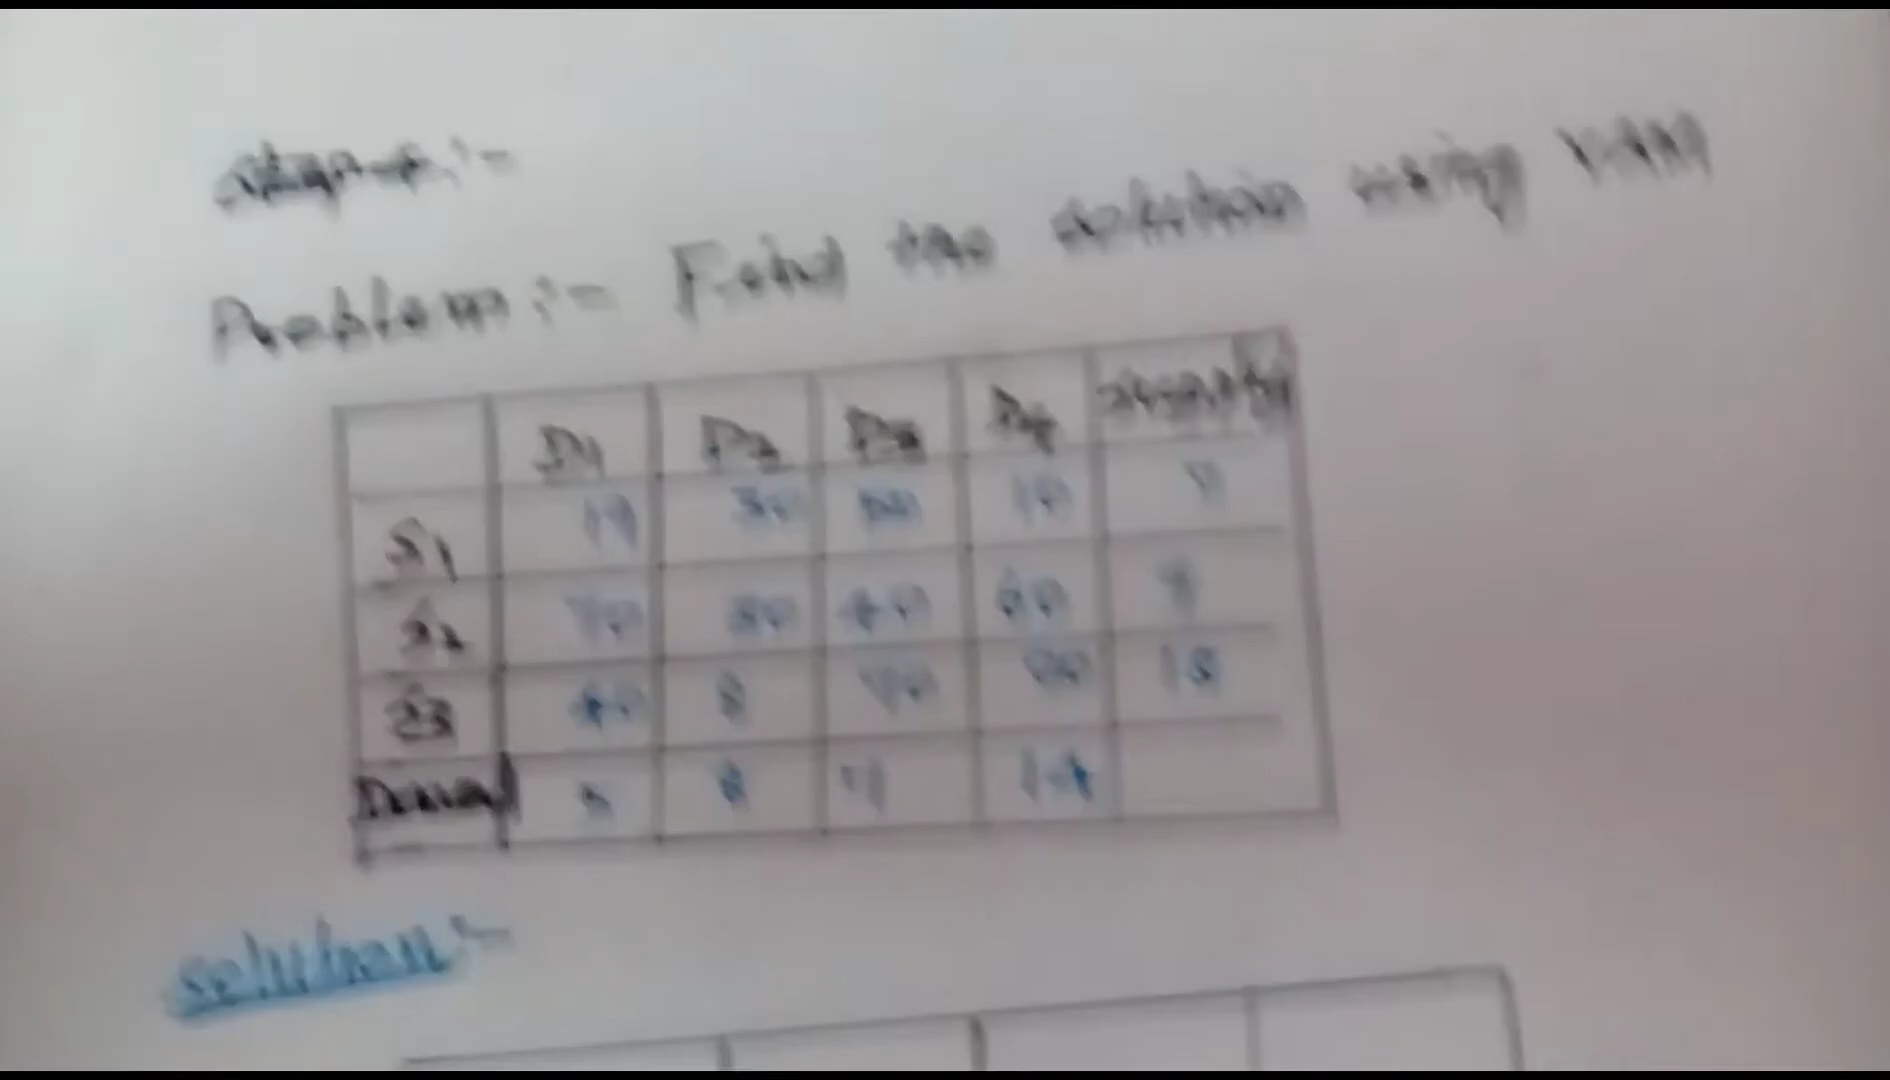 Problem :- Find the solution using VAM
D1 D2 D3 D4 Supply
S1 19 30 50 10 7
S2 70 30 40 60 9
S3 40 8 70 20 18
Demand 5 8 7 14
Solution :-